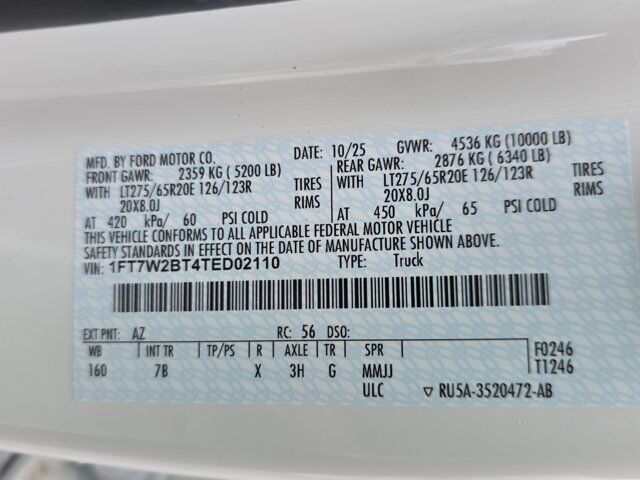 MFD. BY FORD MOTOR CO. DATE: 10/25 GVWR: 4536 KG (10000 LB)
FRONT GAWR: 2359 KG ( 5200 LB) REAR GAWR: 2876 KG ( 6340 LB)
WITH LT275/65R20E 126/123R TIRES WITH LT275/65R20E 126/123R TIRES
20X8.0J RIMS 20X8.0J RIMS
AT 420 kPa/ 60 PSI COLD AT 450 kPa/ 65 PSI COLD
THIS VEHICLE CONFORMS TO ALL APPLICABLE FEDERAL MOTOR VEHICLE
SAFETY STANDARDS IN EFFECT ON THE DATE OF MANUFACTURE SHOWN ABOVE.
VIN: 1FT7W2BT4TED02110 TYPE: Truck
EXT PNT: AZ RC: 56 DSO:
WB INT TR TP/PS R AXLE TR SPR F0246
160 7B X 3H G MMJJ T1246
ULC ▽ RU5A-3520472-AB